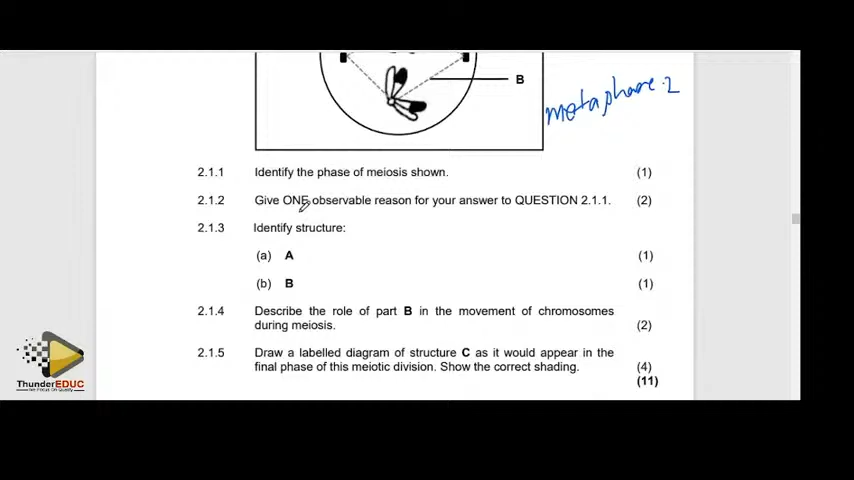 B
metaphase 2
2.1.1 Identify the phase of meiosis shown. (1)
2.1.2 Give ONE observable reason for your answer to QUESTION 2.1.1. (2)
2.1.3 Identify structure:
(a) A (1)
(b) B (1)
2.1.4 Describe the role of part B in the movement of chromosomes
during meiosis. (2)
2.1.5 Draw a labelled diagram of structure C as it would appear in the
final phase of this meiotic division. Show the correct shading. (4)
(11)
ThunderEDUC